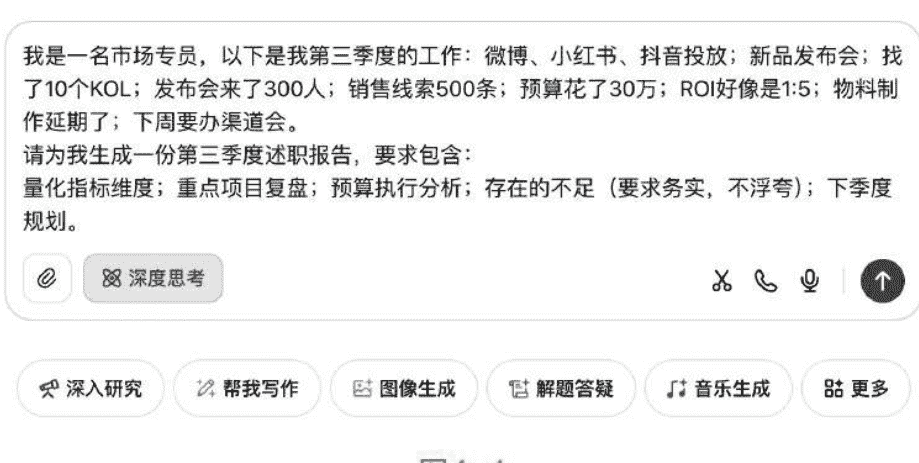 我是一名市场专员，以下是我第三季度的工作：微博、小红书、抖音投放；新品发布会；找
了10个KOL；发布会来了300人；销售线索500条；预算花了30万；ROI好像是1:5；物料制
作延期了；下周要办渠道会。
请为我生成一份第三季度述职报告，要求包含：
量化指标维度；重点项目复盘；预算执行分析；存在的不足（要求务实，不浮夸）；下季度
规划。
深度思考
深入研究 帮我写作 图像生成 解题答疑 音乐生成 更多